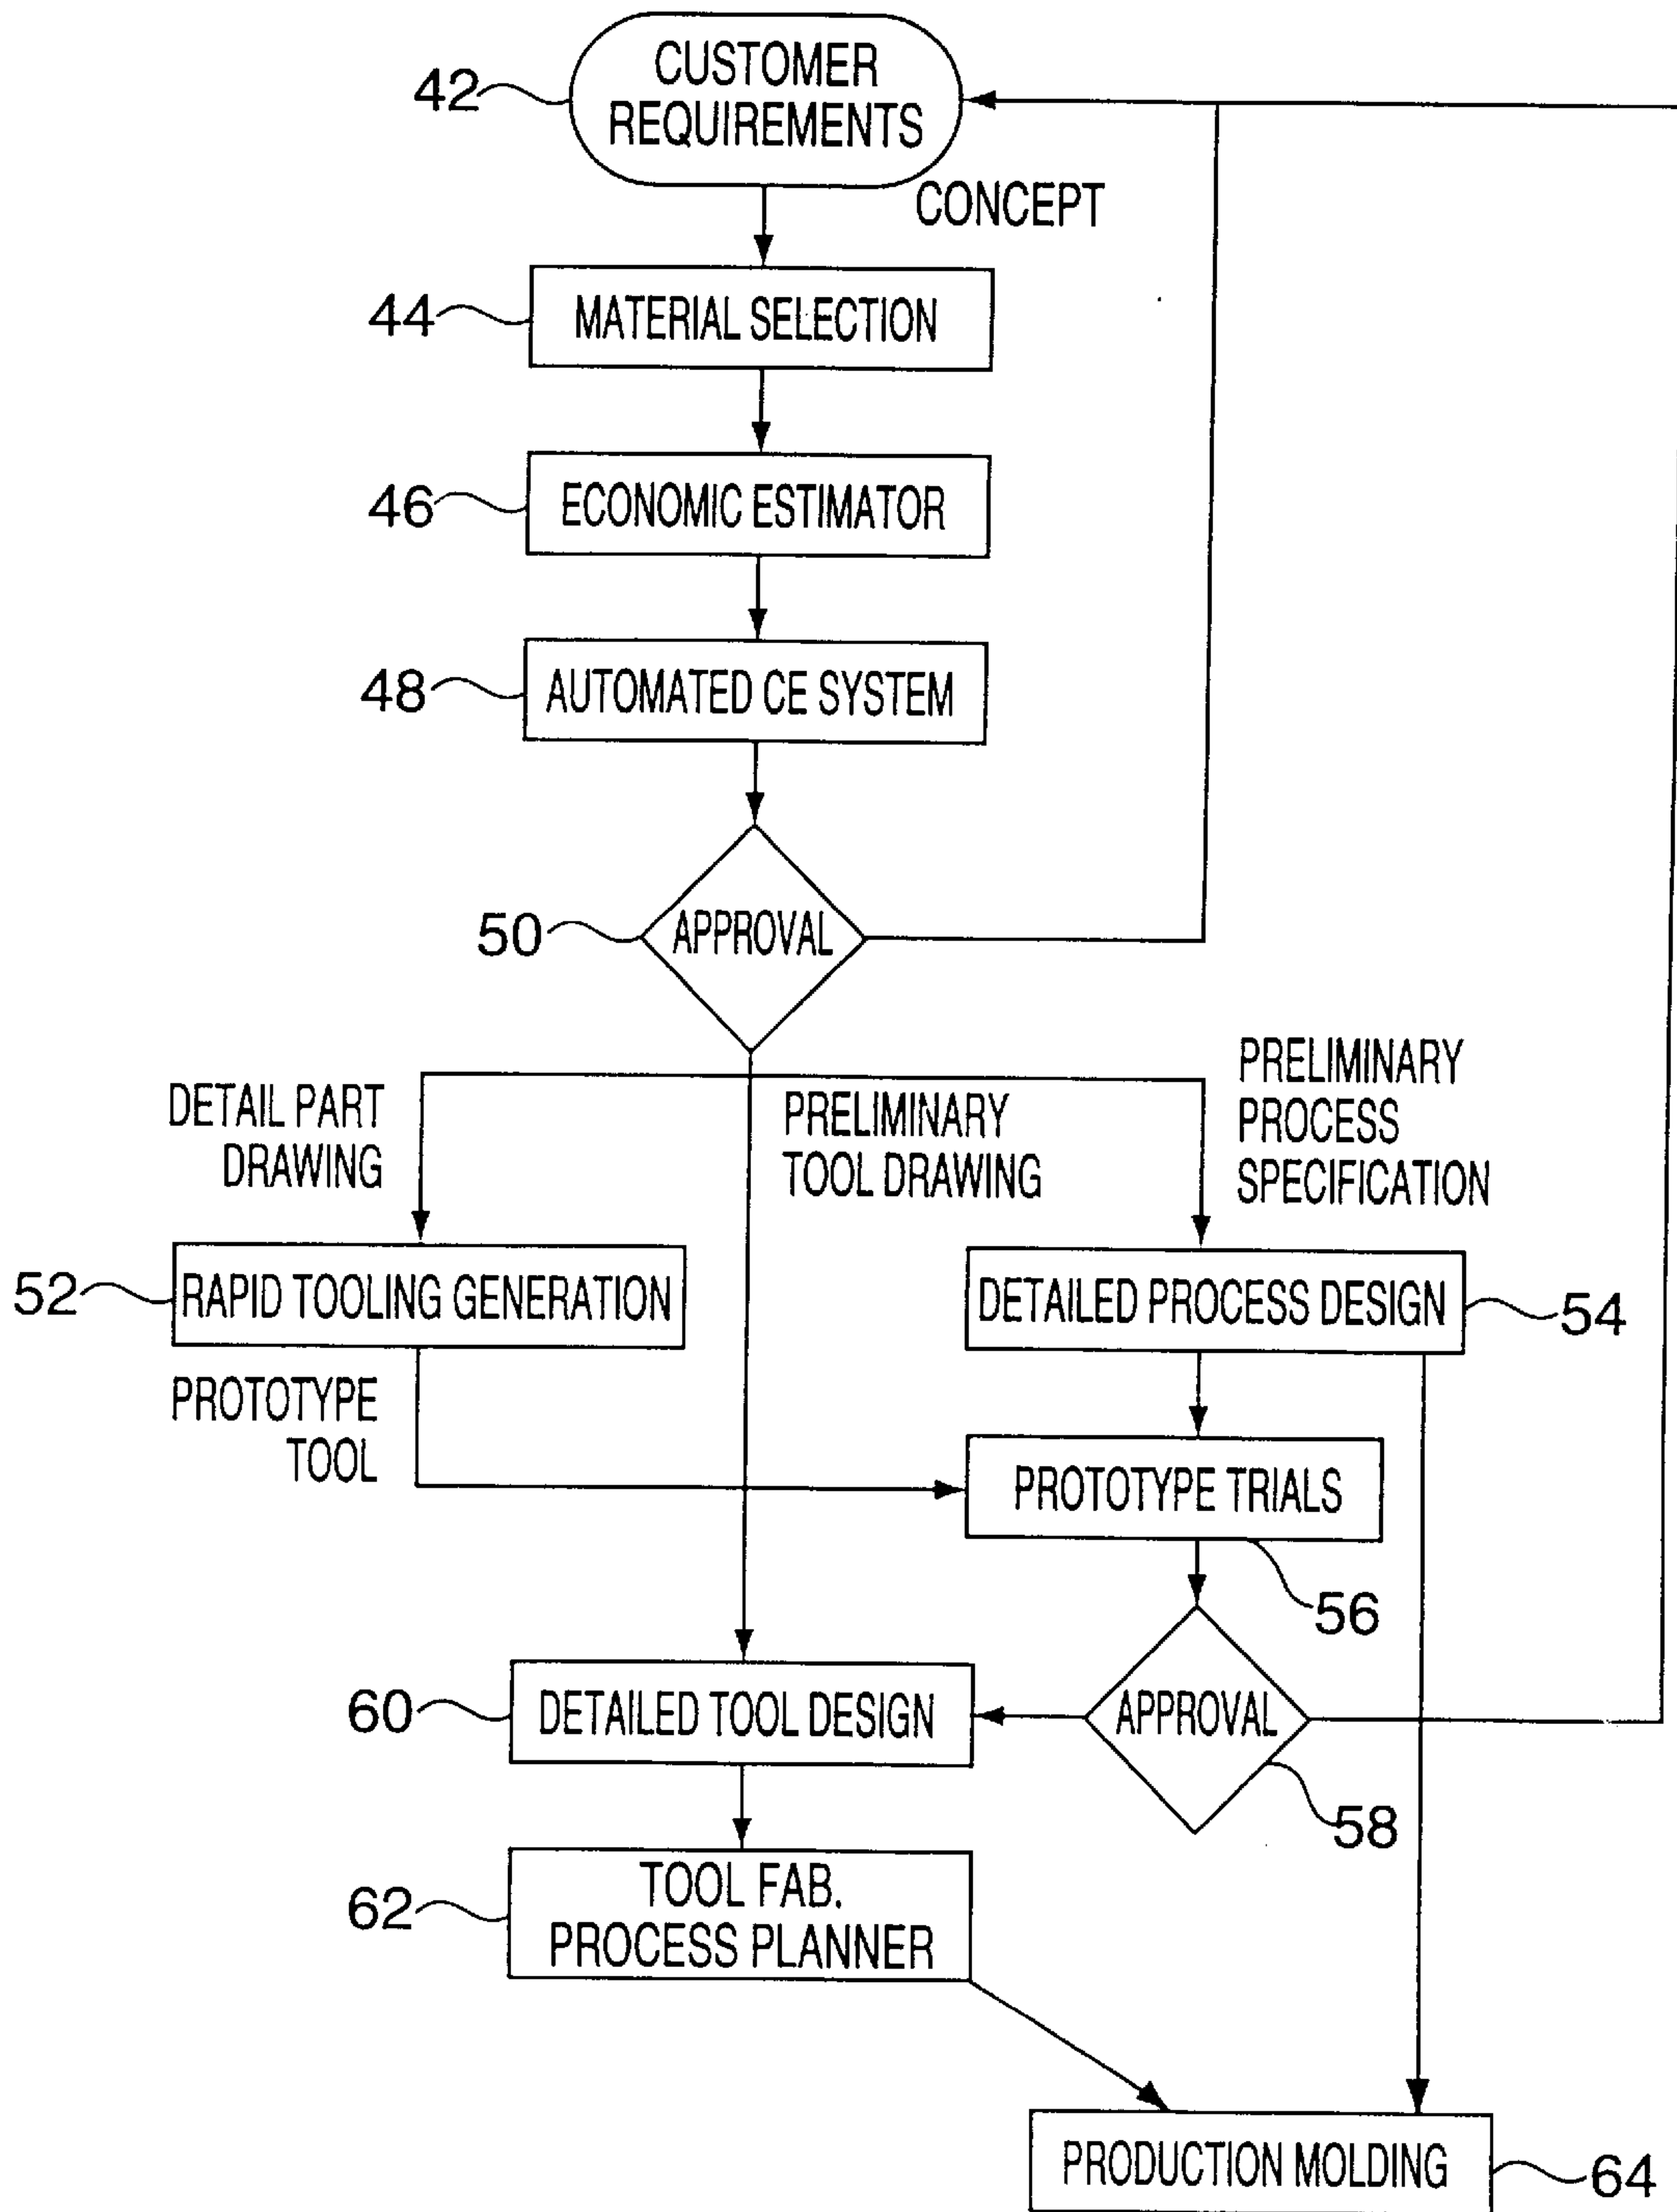 42
CUSTOMER
REQUIREMENTS
CONCEPT
44
MATERIAL SELECTION
46
ECONOMIC ESTIMATOR
48
AUTOMATED CE SYSTEM
50
APPROVAL
DETAIL PART
DRAWING
PRELIMINARY
TOOL DRAWING
PRELIMINARY
PROCESS
SPECIFICATION
52
RAPID TOOLING GENERATION
DETAILED PROCESS DESIGN
54
PROTOTYPE
TOOL
PROTOTYPE TRIALS
56
60
DETAILED TOOL DESIGN
APPROVAL
58
62
TOOL FAB.
PROCESS PLANNER
PRODUCTION MOLDING
64